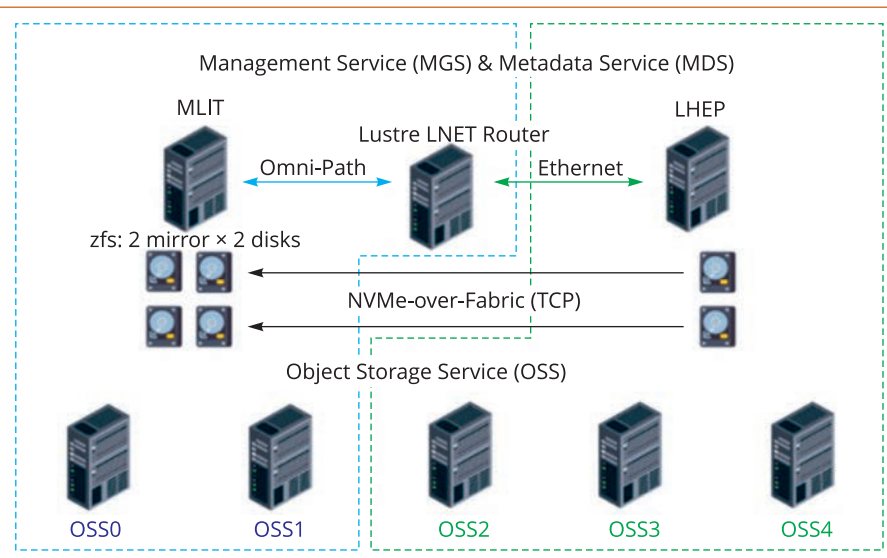 Management Service (MGS) & Metadata Service (MDS)
MLIT
LHEP
Lustre LNET Router
Omni-Path
Ethernet
zfs: 2 mirror × 2 disks
NVMe-over-Fabric (TCP)
Object Storage Service (OSS)
OSS0
OSS1
OSS2
OSS3
OSS4